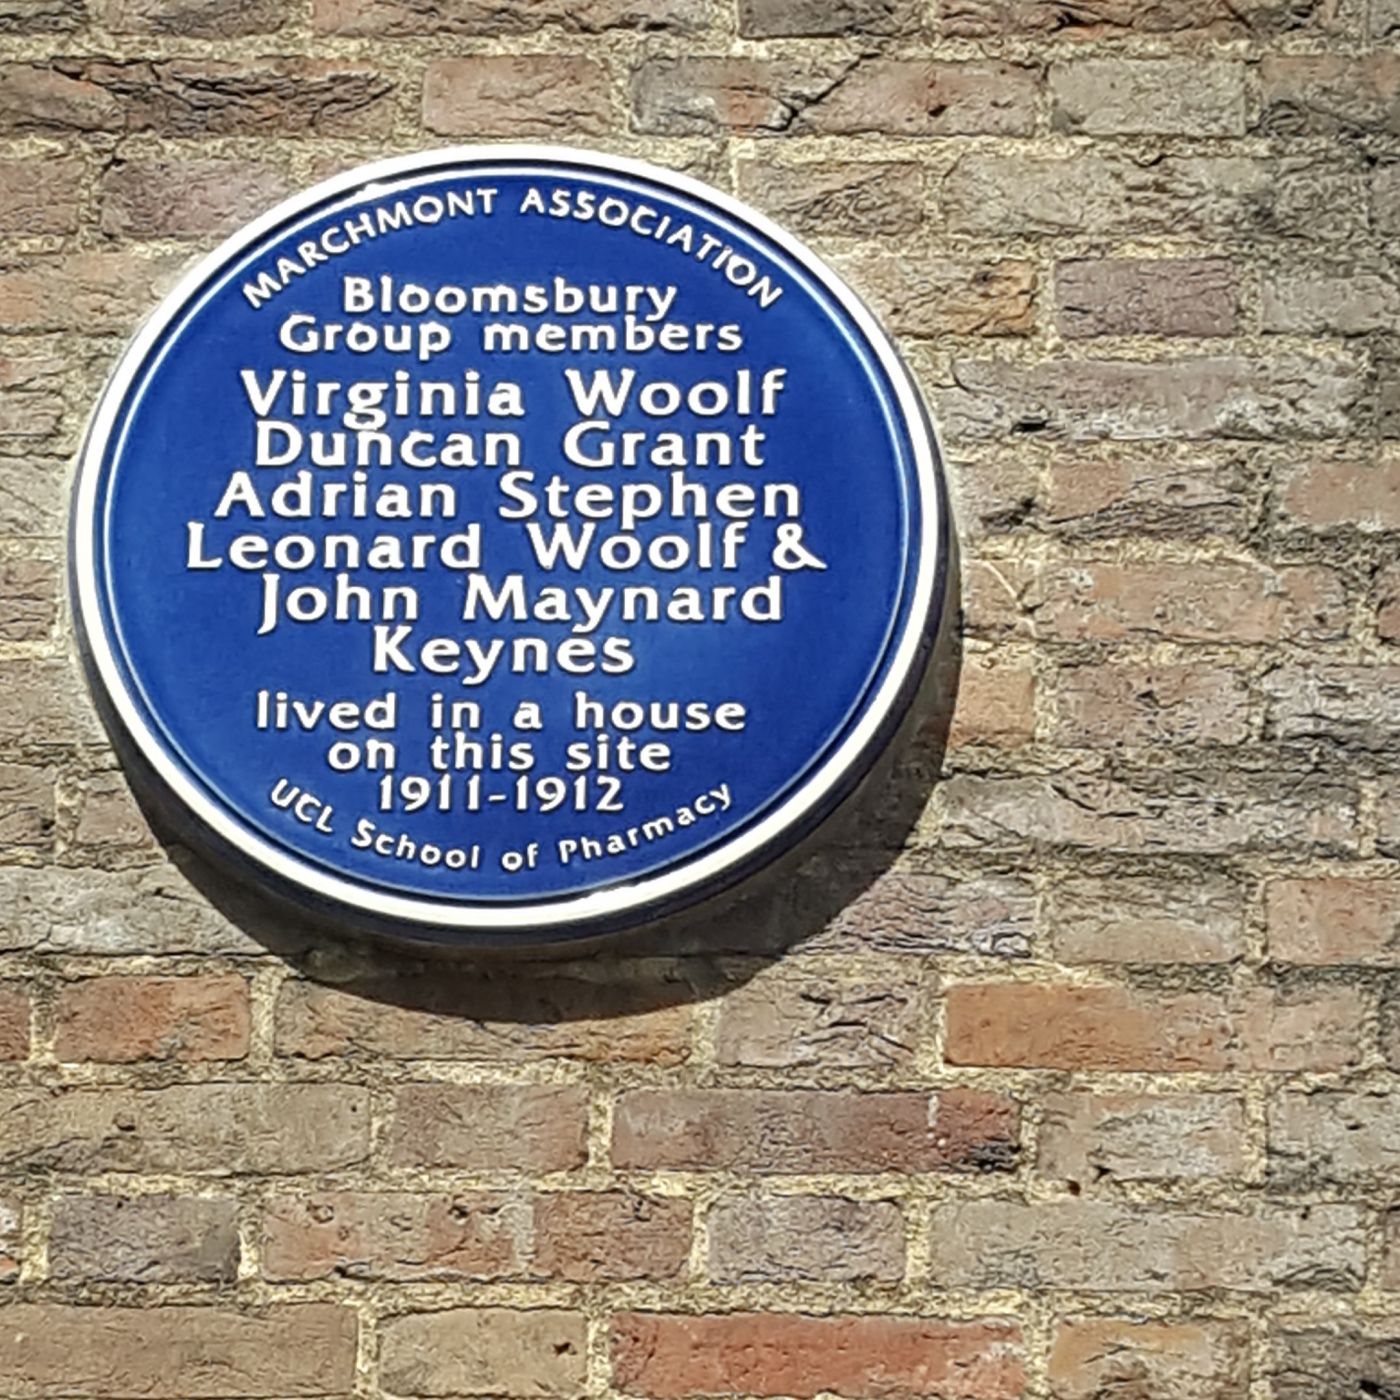 MARCHMONT ASSOCIATION
Bloomsbury
Group members
Virginia Woolf
Duncan Grant
Adrian Stephen
Leonard Woolf &
John Maynard
Keynes
lived in a house
on this site
1911-1912
UCL School of Pharmacy